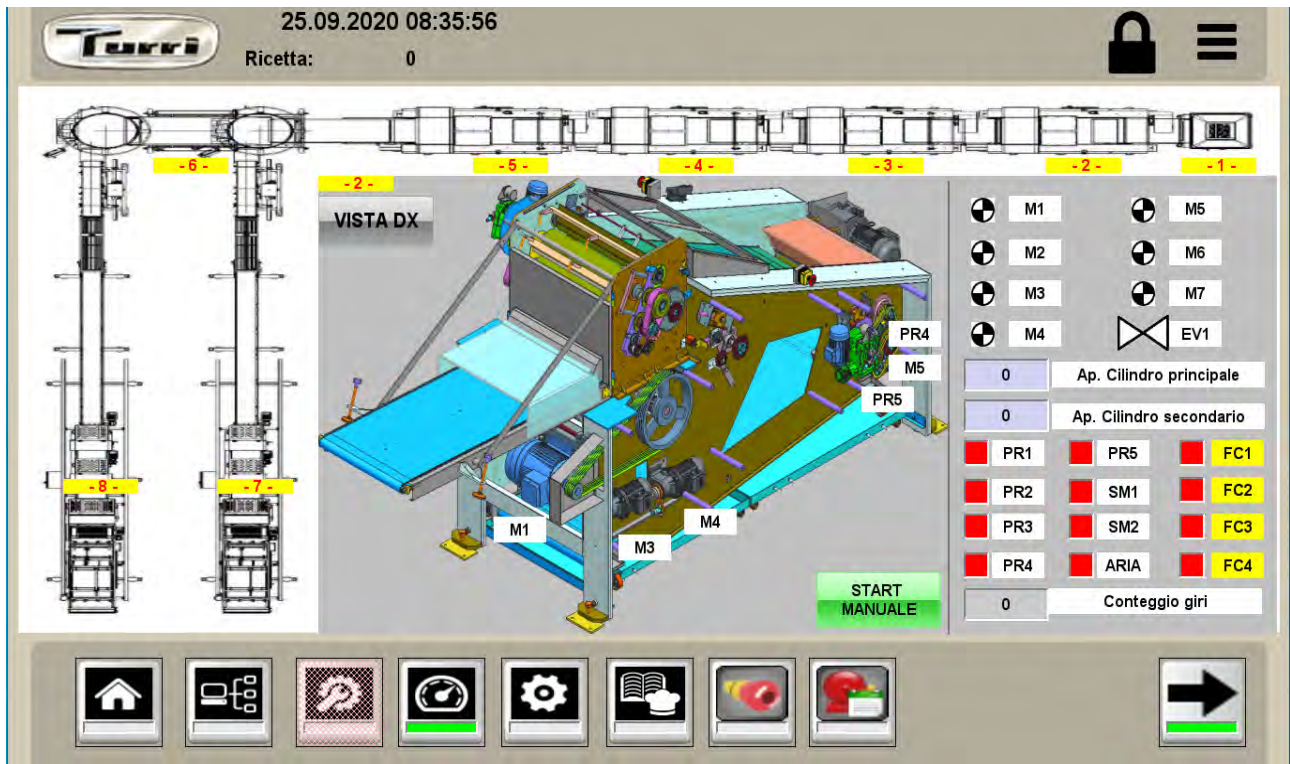 Turri
25.09.2020 08:35:56
Ricetta: 0
- 6 -
- 5 -
- 4 -
- 3 -
- 2 -
- 1 -
- 2 -
VISTA DX
- 8 -
- 7 -
PR4
M5
PR5
M1
M4
M3
START
MANUALE
M1 M5
M2 M6
M3 M7
M4 EV1
0 Ap. Cilindro principale
0 Ap. Cilindro secondario
PR1 PR5 FC1
PR2 SM1 FC2
PR3 SM2 FC3
PR4 ARIA FC4
0 Conteggio giri